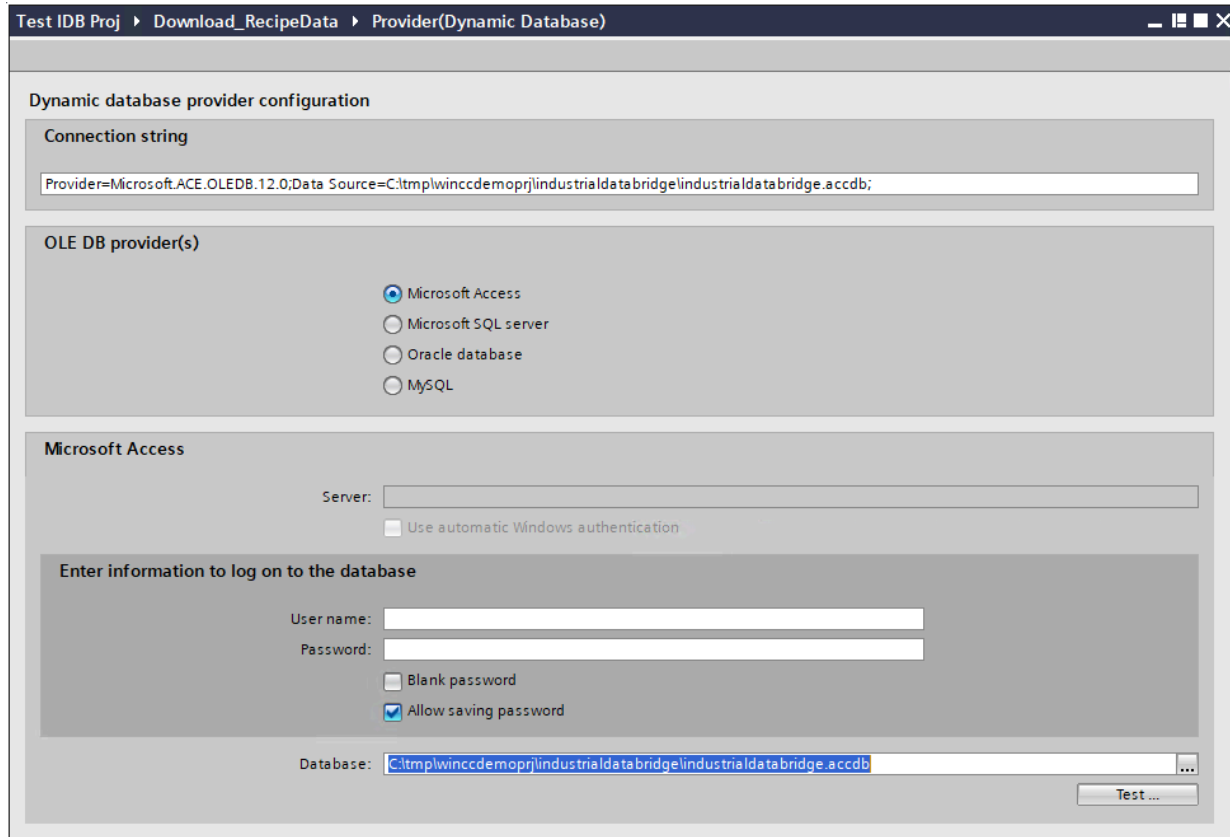 Test IDB Proj ▸ Download_RecipeData ▸ Provider(Dynamic Database)
Dynamic database provider configuration
Connection string
Provider=Microsoft.ACE.OLEDB.12.0;Data Source=C:\tmp\winccdemoprj\industrialdatabridge\industrialdatabridge.accdb;
OLE DB provider(s)
Microsoft Access
Microsoft SQL server
Oracle database
MySQL
Microsoft Access
Server:
Use automatic Windows authentication
Enter information to log on to the database
User name:
Password:
Blank password
Allow saving password
Database: C:\tmp\winccdemoprj\industrialdatabridge\industrialdatabridge.accdb ...
Test ...